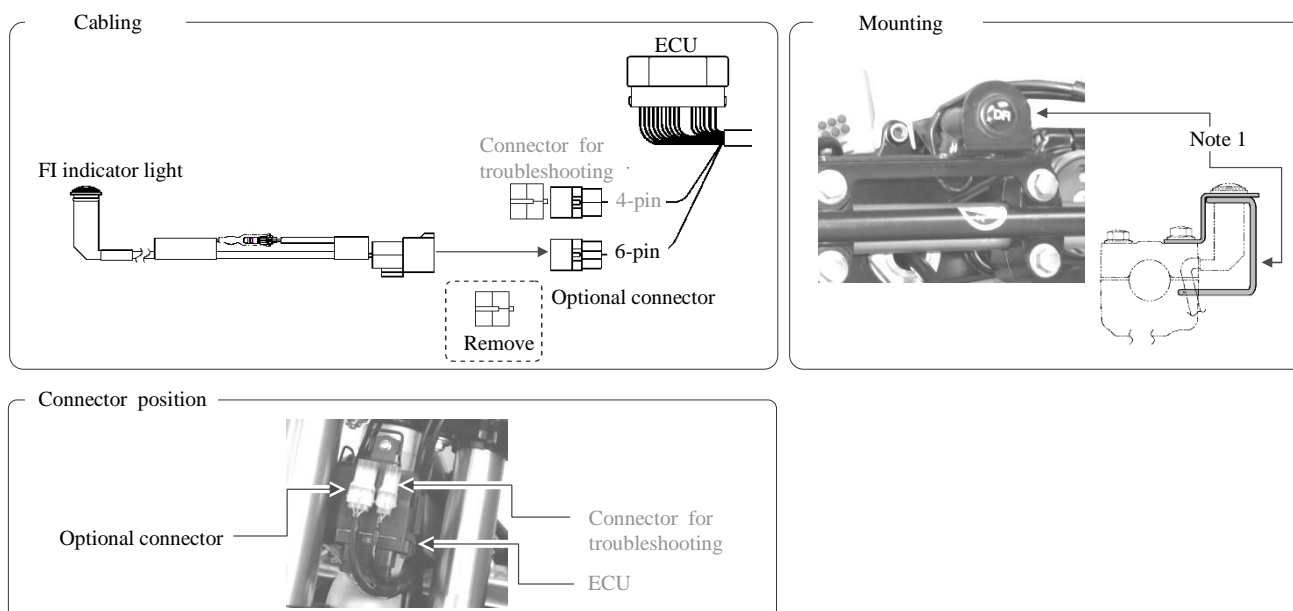 Cabling
ECU
Connector for
troubleshooting
FI indicator light
4-pin
6-pin
Optional connector
Remove
Mounting
DFI
Note 1
Connector position
Optional connector
Connector for
troubleshooting
ECU